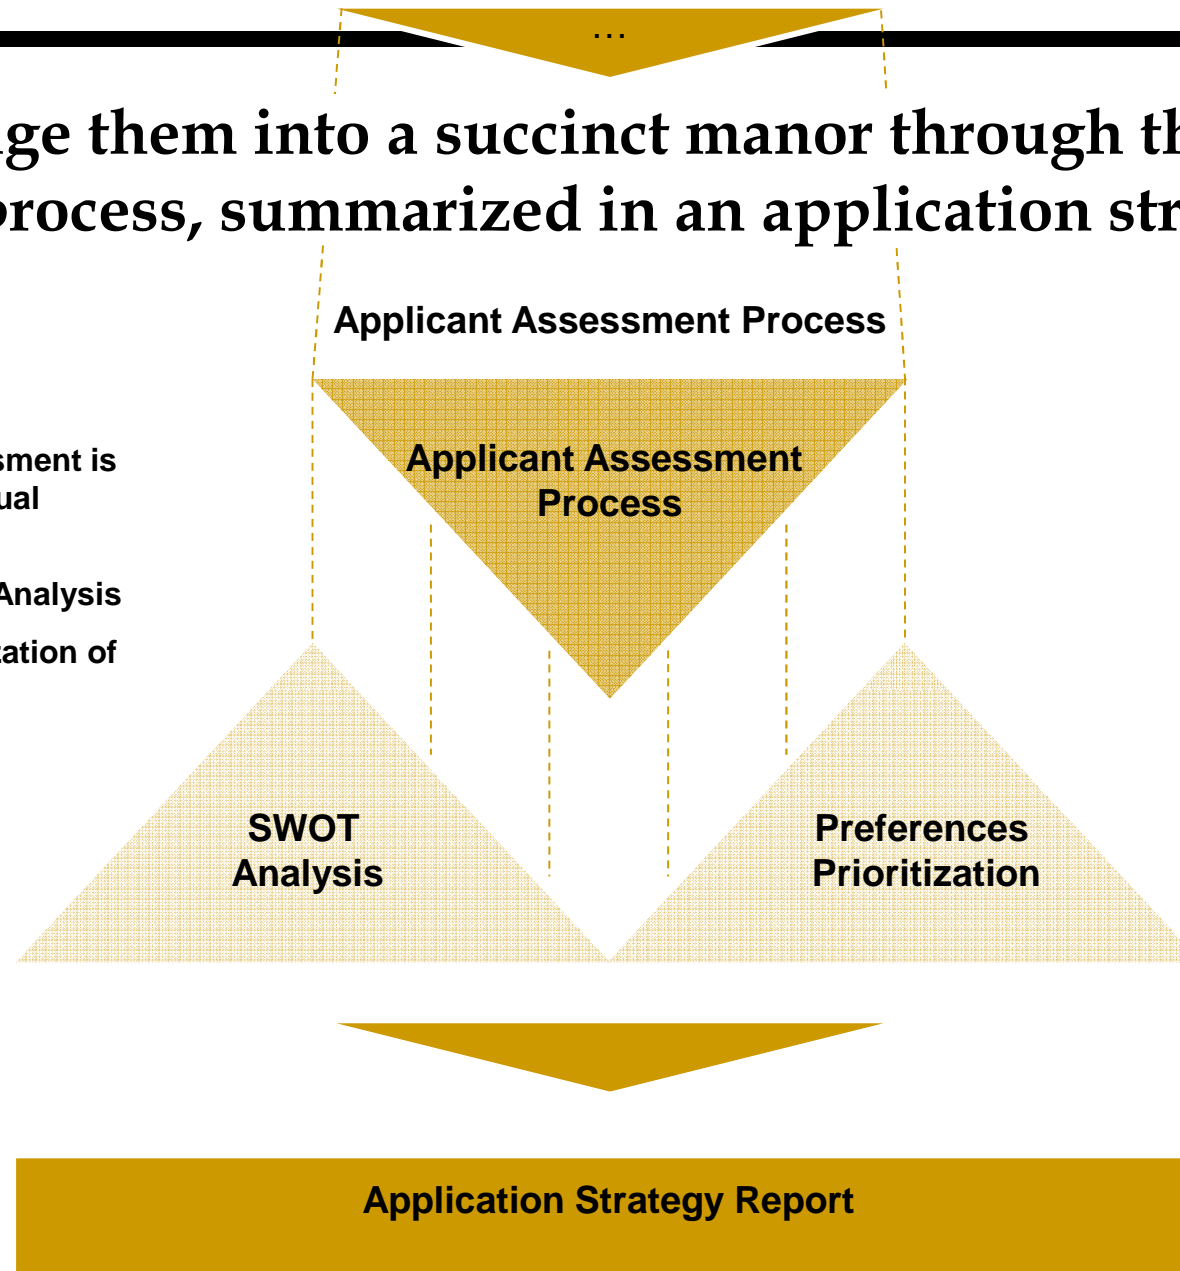 …
ge them into a succinct manor through th
process, summarized in an application str
Applicant Assessment Process
sment is
ual
Analysis
zation of
Applicant Assessment
Process
SWOT
Analysis
Preferences
Prioritization
Application Strategy Report